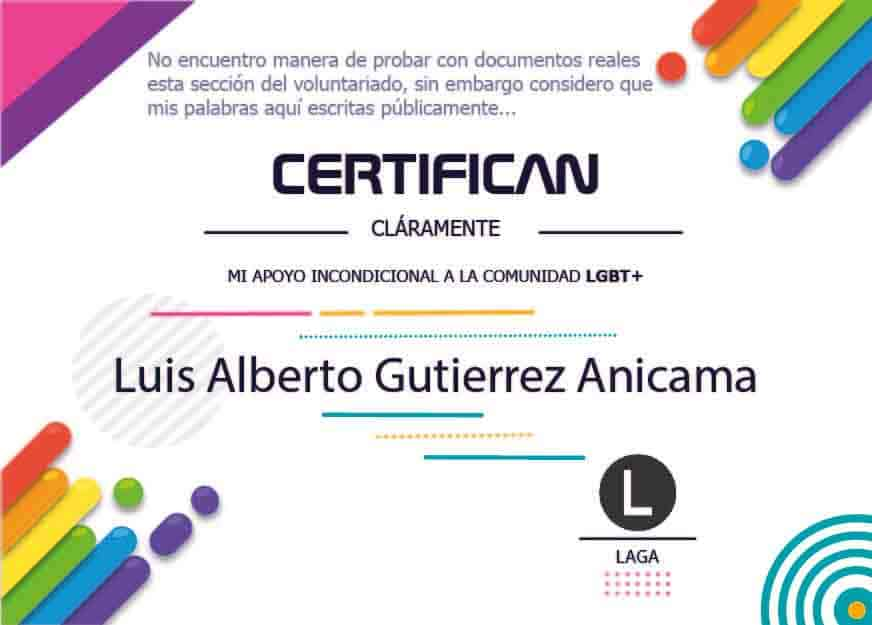 No encuentro manera de probar con documentos reales
esta sección del voluntariado, sin embargo considero que
mis palabras aquí escritas públicamente...
CERTIFICAN
CLÁRAMENTE
MI APOYO INCONDICIONAL A LA COMUNIDAD LGBT+
Luis Alberto Gutierrez Anicama
L
LAGA